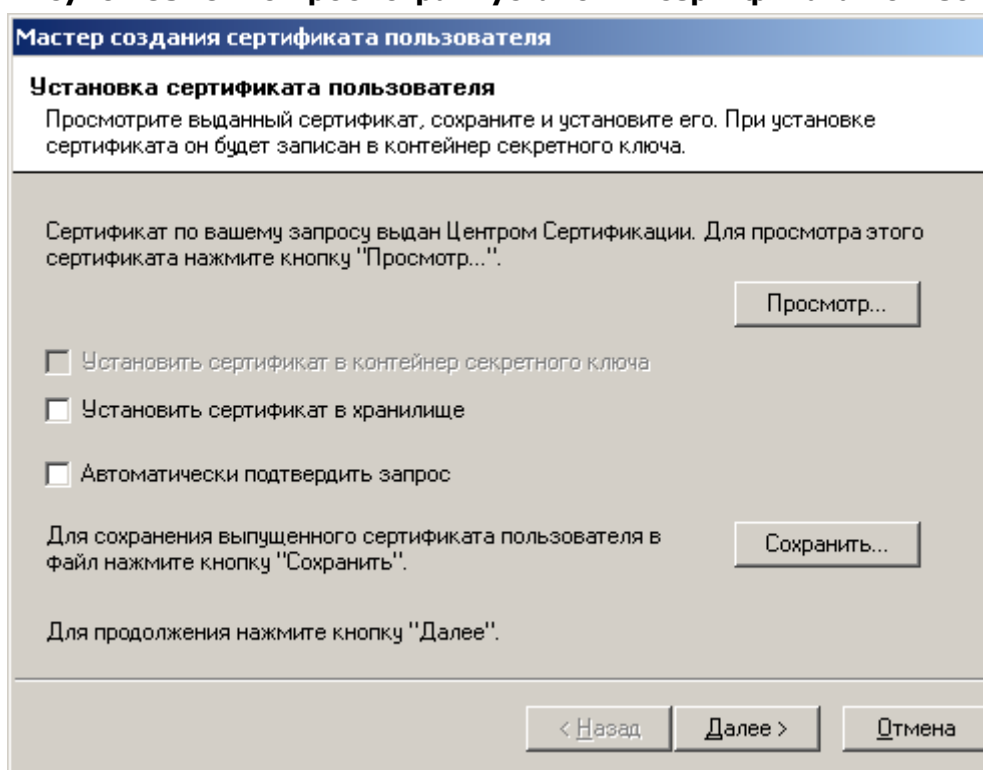 Мастер создания сертификата пользователя
Установка сертификата пользователя
Просмотрите выданный сертификат, сохраните и установите его. При установке
сертификата он будет записан в контейнер секретного ключа.
Сертификат по вашему запросу выдан Центром Сертификации. Для просмотра этого
сертификата нажмите кнопку "Просмотр...".
Просмотр...
Установить сертификат в контейнер секретного ключа
Установить сертификат в хранилище
Автоматически подтвердить запрос
Для сохранения выпущенного сертификата пользователя в
файл нажмите кнопку "Сохранить".
Сохранить...
Для продолжения нажмите кнопку "Далее".
< Назад
Далее >
Отмена